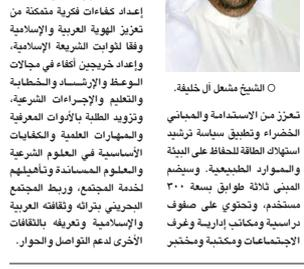 ○ الشيخ مشعل آل خليفة.
تعزز من الاستدامة والمباني
الخضراء وتطبيق سياسة ترشيد
استهلاك الطاقة للحفاظ على البيئة
والموارد الطبيعية. وسيضم
المبنى ثلاثة طوابق بسعة ٣٠٠
مستخدم، وتحتوي على صفوف
دراسية ومكاتب إدارية وغرف
الاجتماعات ومكتبة ومختبر
إعداد كفاءات فكرية متمكنة من
تعزيز الهوية العربية والإسلامية
وفقا لثوابت الشريعة الإسلامية،
وإعداد خريجين أكفاء في مجالات
الوعظ والإرشاد والخطابة
والتعليم والإجراءات الشرعية،
وتزويد الطلبة بالأدوات المعرفية
والمهارات العلمية والكفايات
الأساسية في العلوم الشرعية
والعلوم المساندة وتأهيلهم
لخدمة المجتمع، وربط المجتمع
البحريني بتراثه وثقافته العربية
والإسلامية وتعريفه بالثقافات
الأخرى لدعم التواصل والحوار.